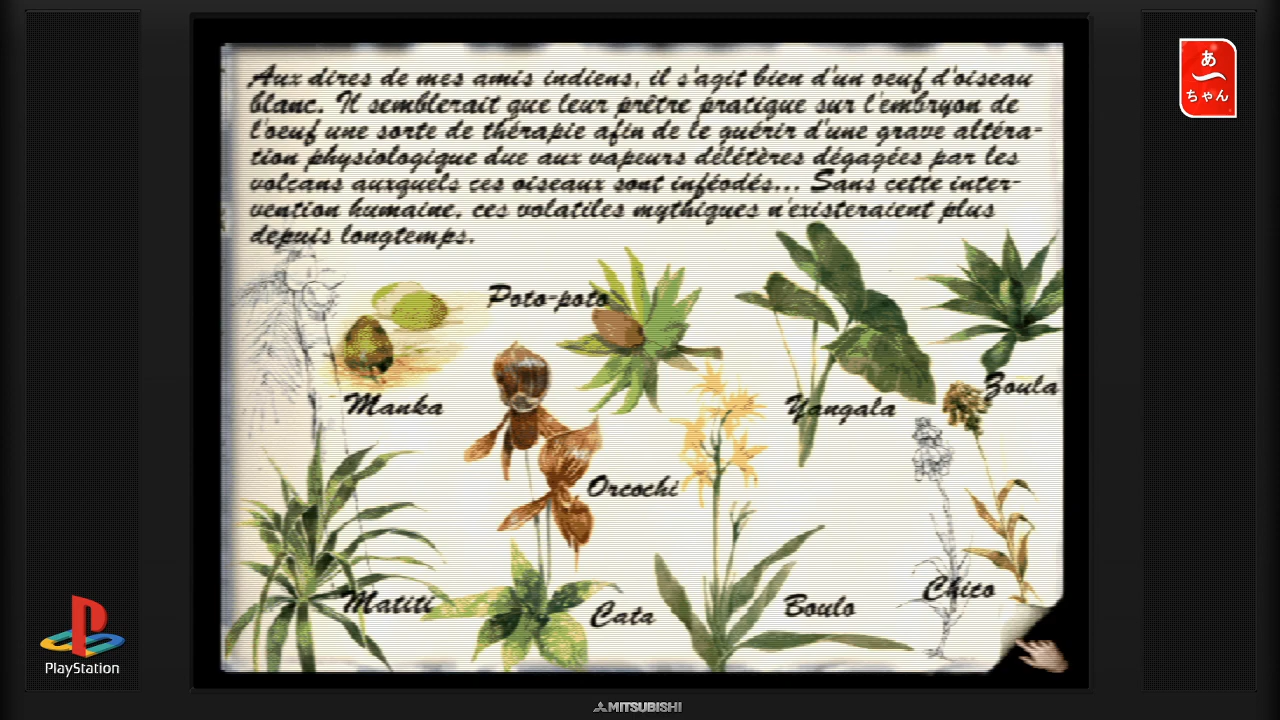 Aux dires de mes amis indiens, il s'agit bien d'un oeuf d'oiseau
blanc. Il semblerait que leur prêtre pratique sur l'embryon de
l'oeuf une sorte de thérapie afin de le guérir d'une grave altéra-
tion physiologique due aux vapeurs délétères dégagées par les
volcans auxquels ces oiseaux sont inféodés... Sans cette inter-
vention humaine, ces volatiles mythiques n'existeraient plus
depuis longtemps.
Poto-poto
Zoula
Manka
Yangala
Orcochi
Chico
Matiti
Cata
Boulo
あー
ちゃん
PlayStation
MITSUBISHI